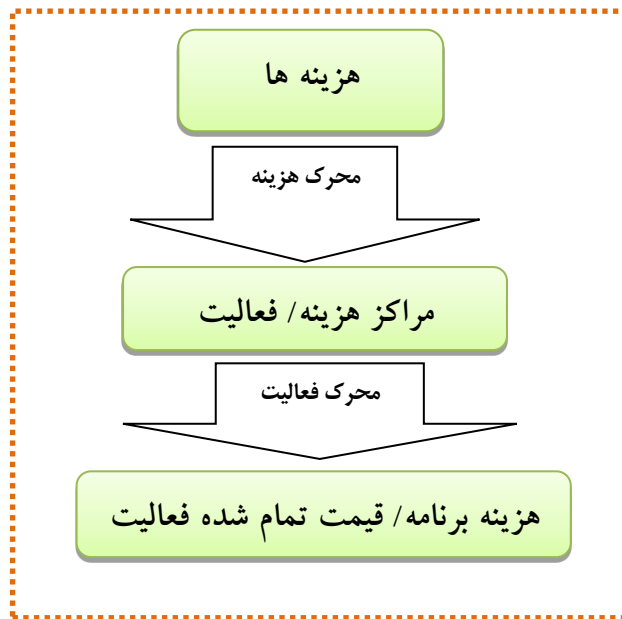 هزینه ها
محرک هزینه
مراکز هزینه/ فعالیت
محرک فعالیت
هزینه برنامه/ قیمت تمام شده فعالیت